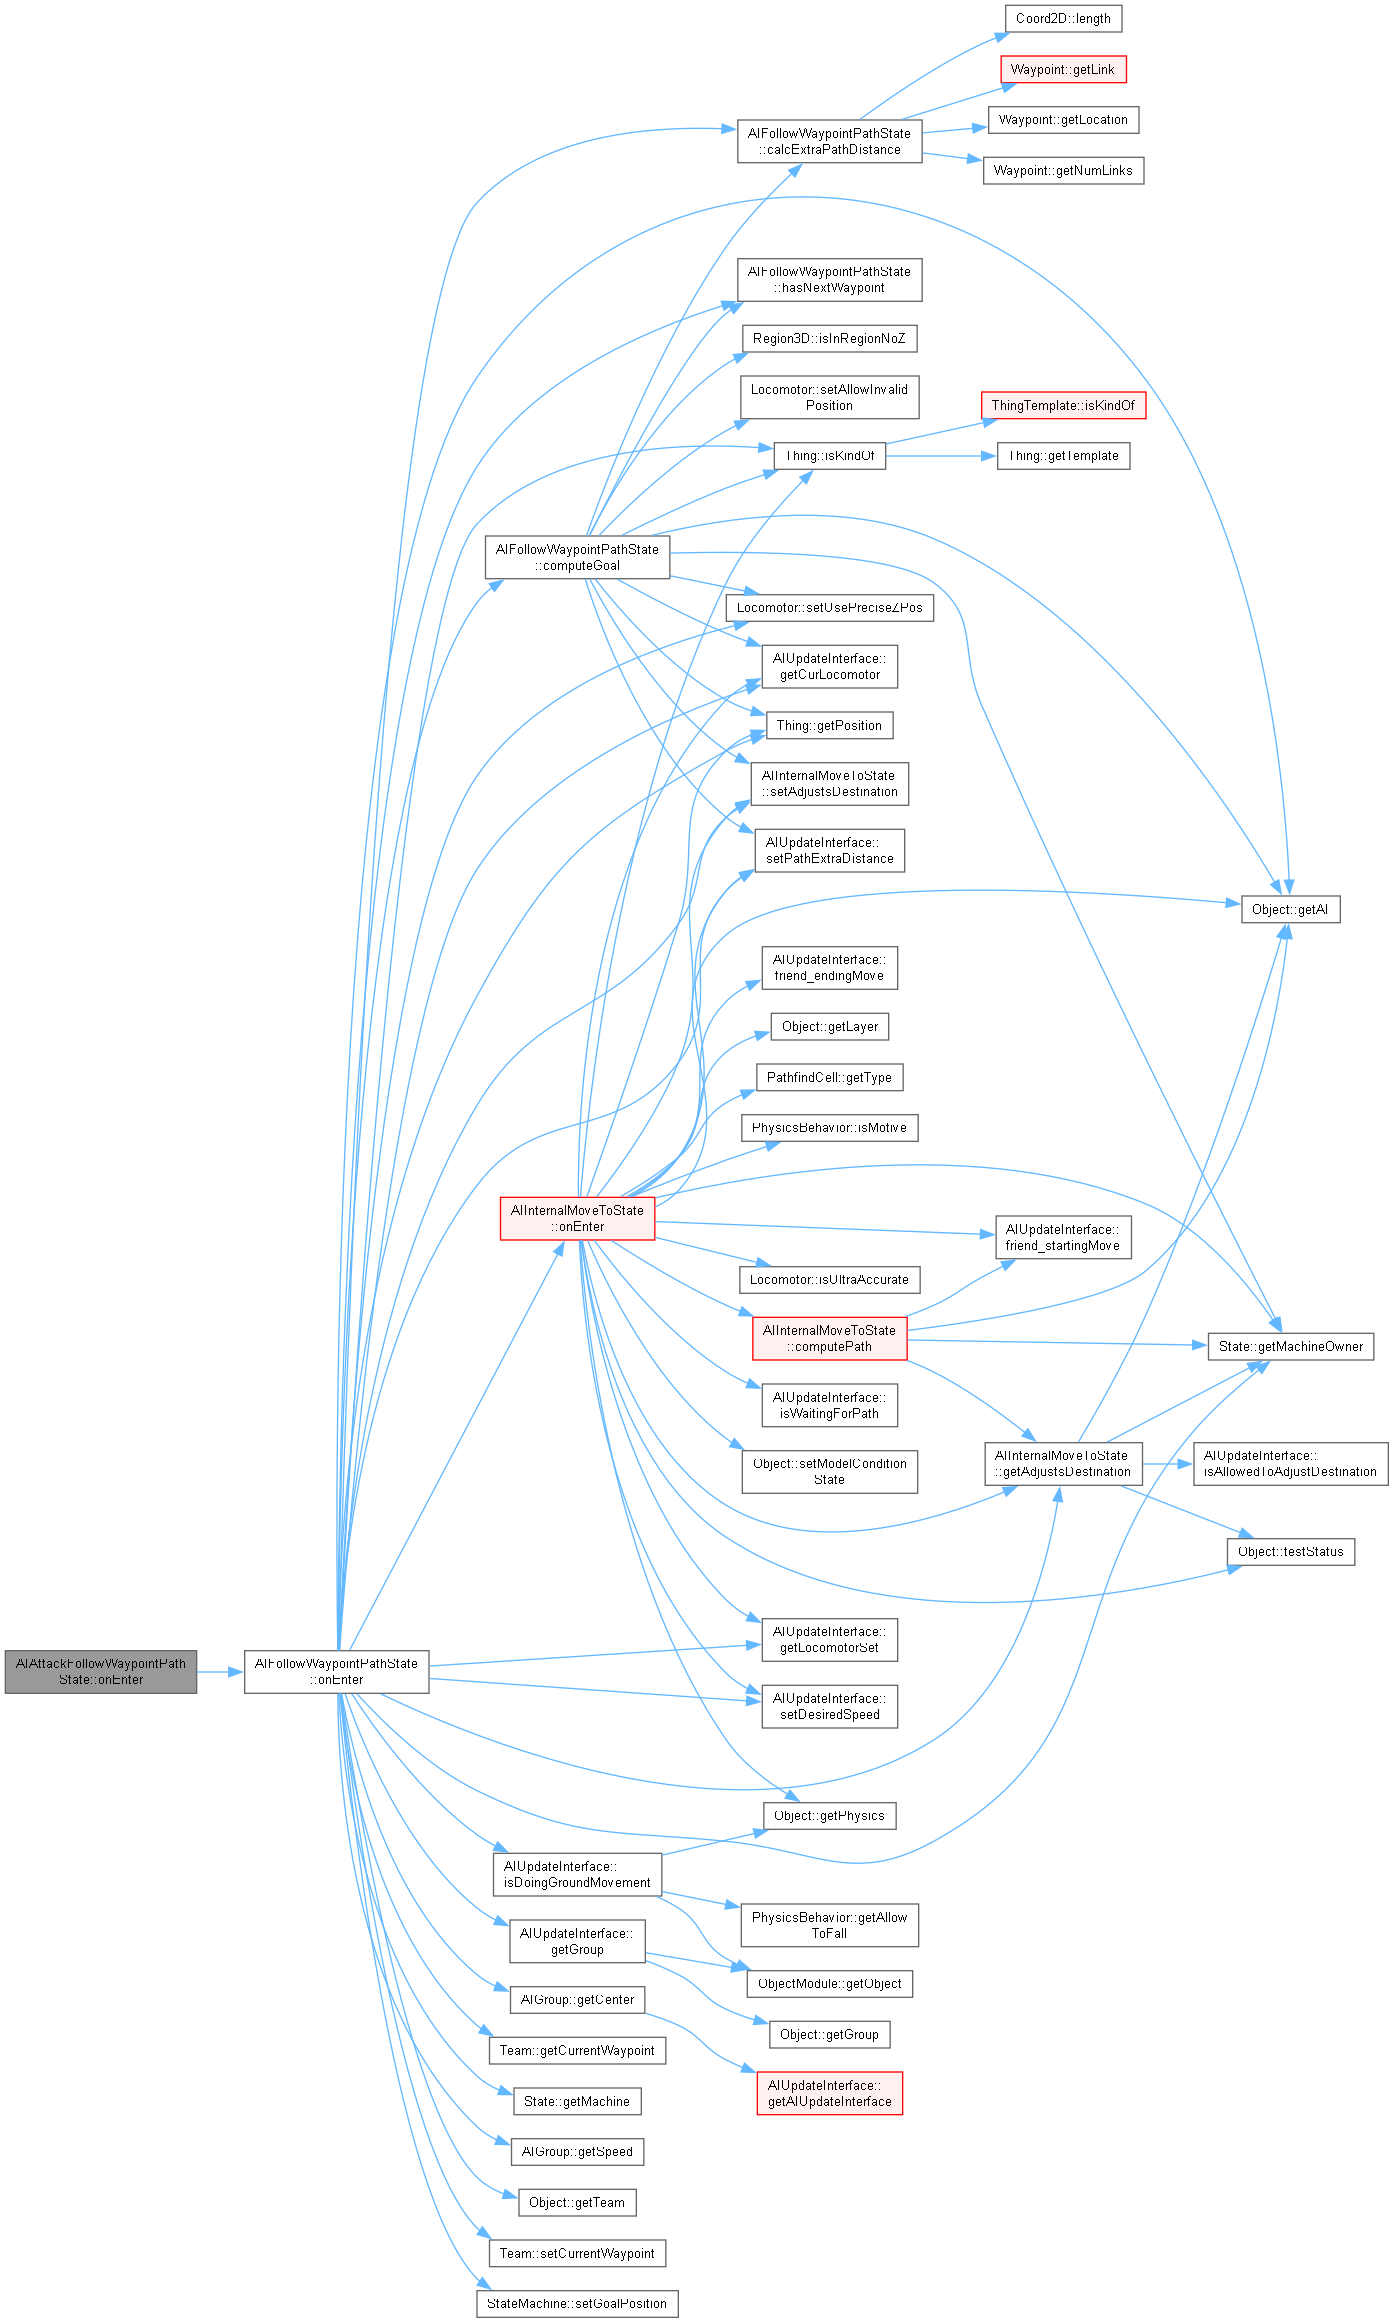 Coord2D::length
Waypoint::getLink
Waypoint::getLocation
AIFollowWaypointPathState
::calcExtraPathDistance
Waypoint::getNumLinks
AIFollowWaypointPathState
::hasNextWaypoint
Region3D::isInRegionNoZ
Locomotor::setAllowInvalid
Position
ThingTemplate::isKindOf
Thing::isKindOf
Thing::getTemplate
AIFollowWaypointPathState
::computeGoal
Locomotor::setUsePreciseZPos
AIUpdateInterface::
getCurLocomotor
Thing::getPosition
AIInternalMoveToState
::setAdjustsDestination
AIUpdateInterface::
setPathExtraDistance
Object::getAI
AIUpdateInterface::
friend_endingMove
Object::getLayer
PathfindCell::getType
PhysicsBehavior::isMotive
AIInternalMoveToState
::onEnter
AIUpdateInterface::
friend_startingMove
Locomotor::isUltraAccurate
AIInternalMoveToState
::computePath
State::getMachineOwner
AIUpdateInterface::
isWaitingForPath
Object::setModelCondition
State
AIInternalMoveToState
::getAdjustsDestination
AIUpdateInterface::
isAllowedToAdjustDestination
Object::testStatus
AIUpdateInterface::
getLocomotorSet
AIAttackFollowWaypointPath
State::onEnter
AIFollowWaypointPathState
::onEnter
AIUpdateInterface::
setDesiredSpeed
Object::getPhysics
AIUpdateInterface::
isDoingGroundMovement
PhysicsBehavior::getAllow
ToFall
AIUpdateInterface::
getGroup
ObjectModule::getObject
AIGroup::getCenter
Object::getGroup
Team::getCurrentWaypoint
AIUpdateInterface::
getAIUpdateInterface
State::getMachine
AIGroup::getSpeed
Object::getTeam
Team::setCurrentWaypoint
StateMachine::setGoalPosition